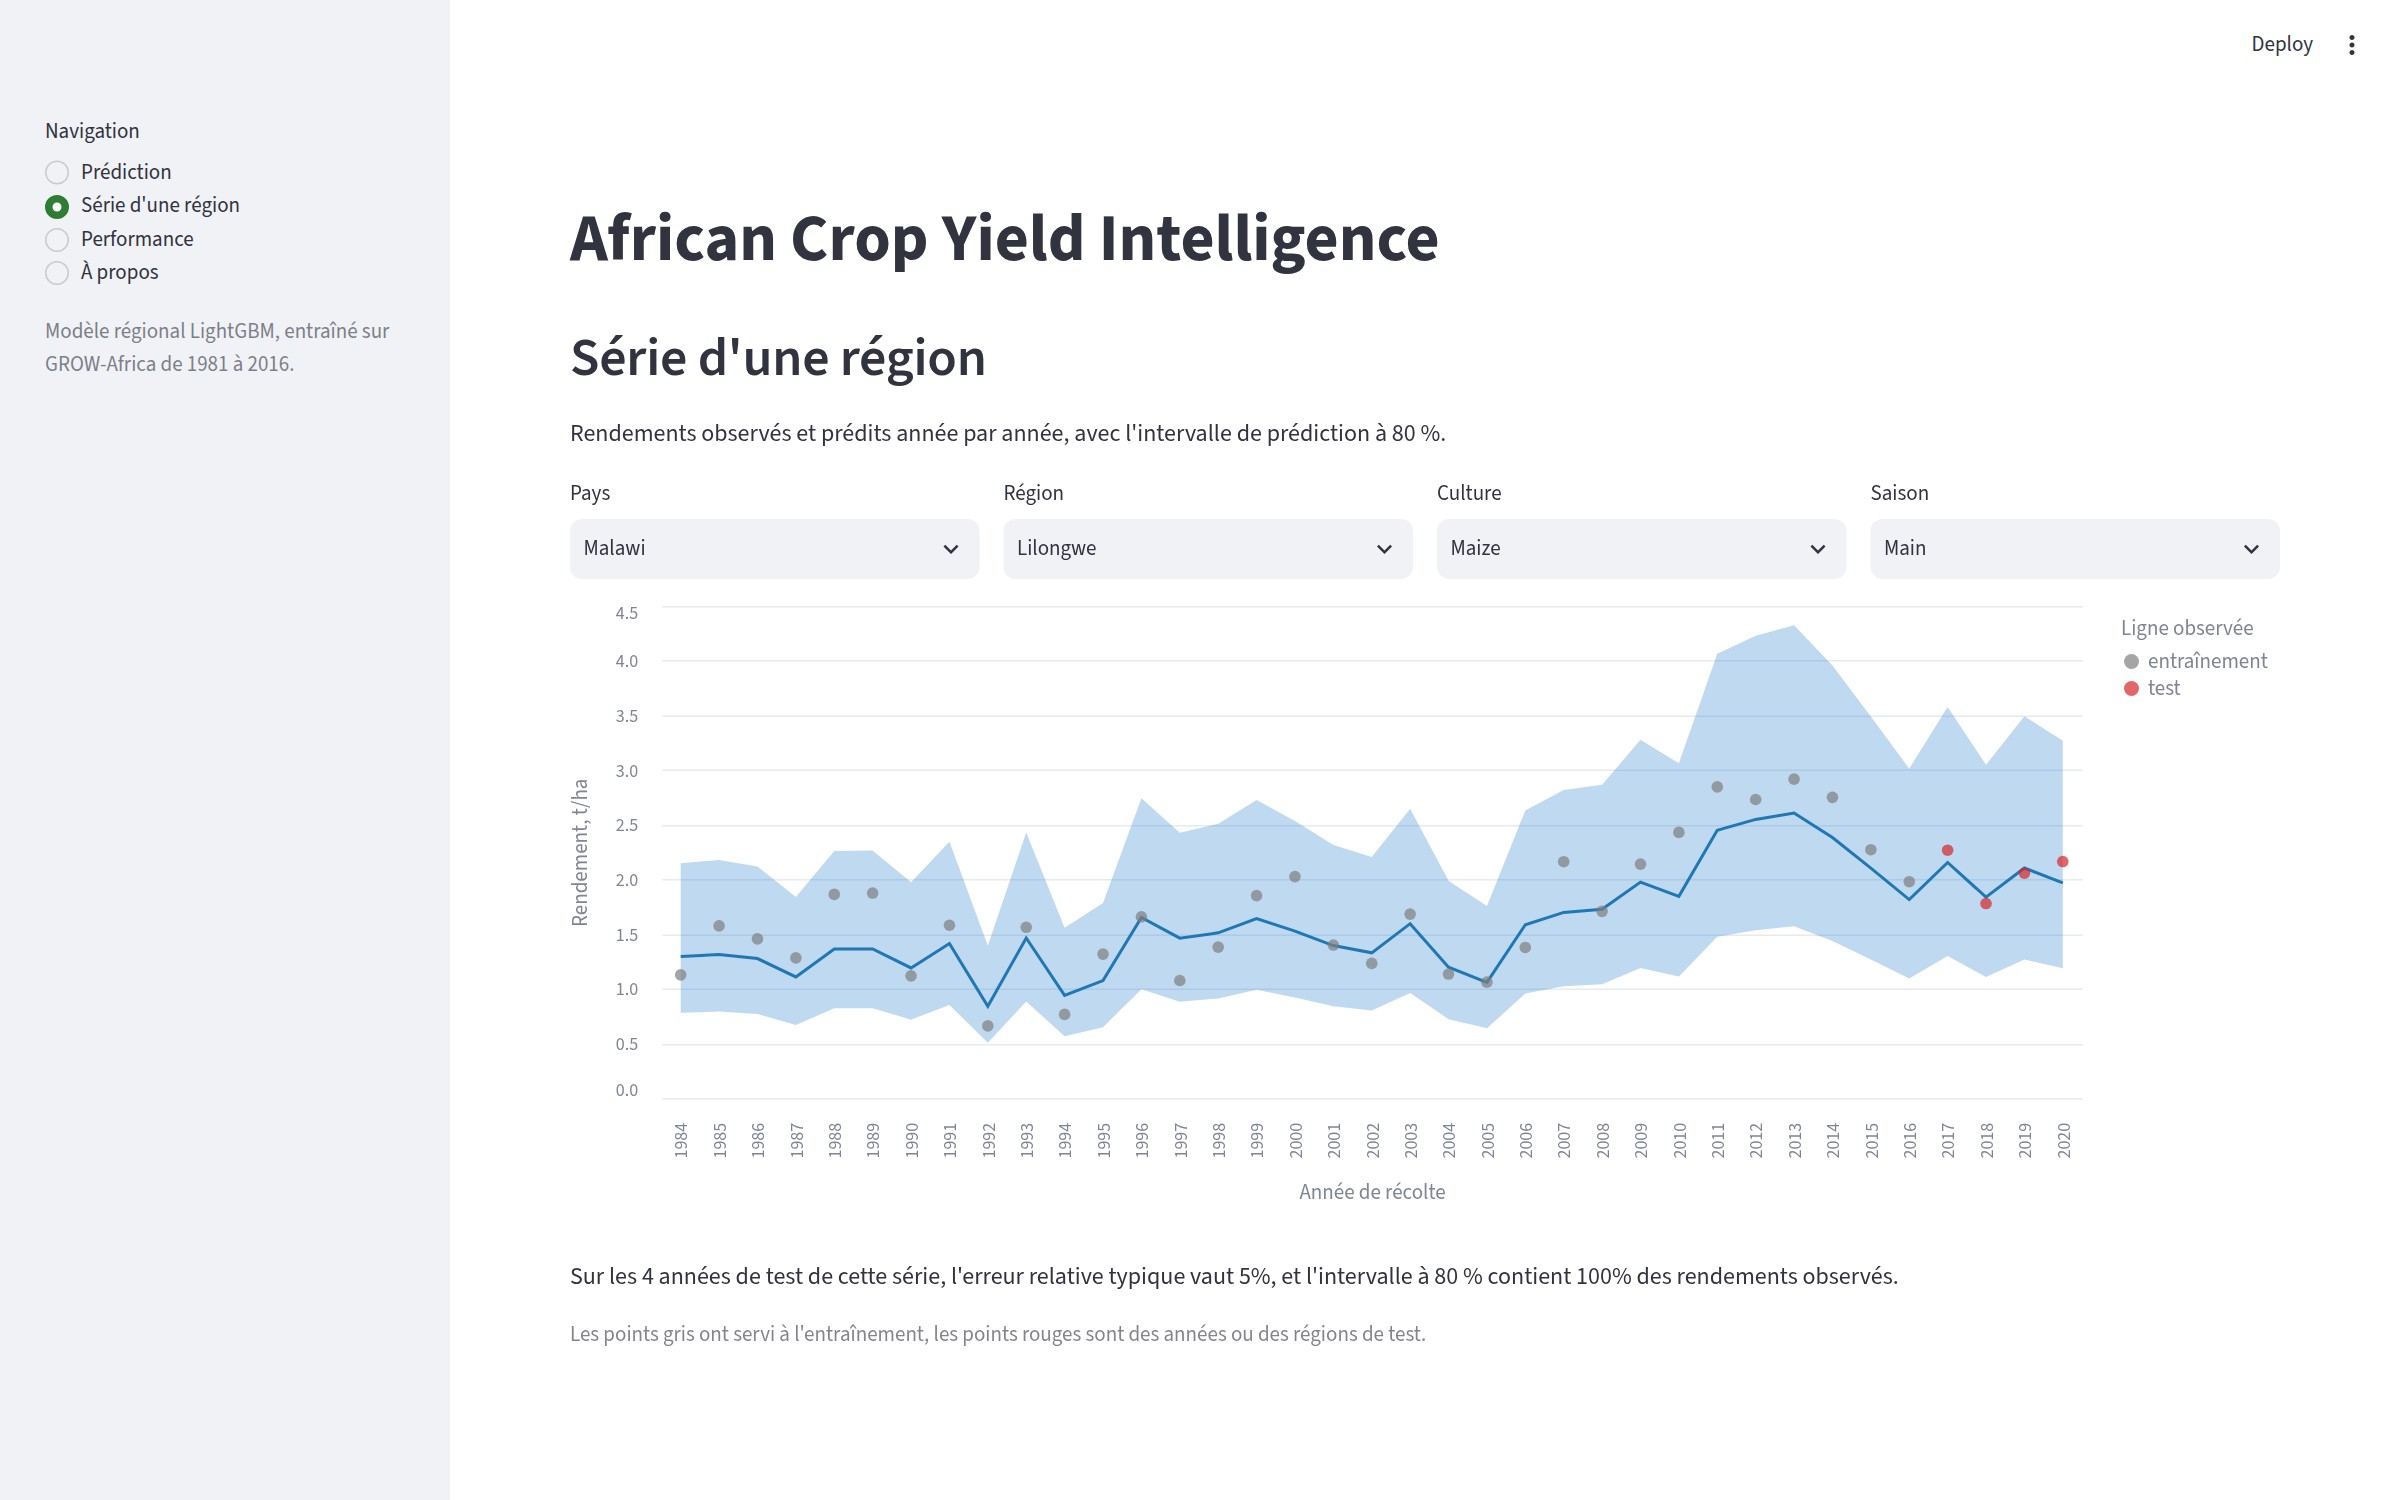 Deploy
Navigation
Prédiction
Série d'une région
Performance
À propos
Modèle régional LightGBM, entraîné sur
GROW-Africa de 1981 à 2016.
African Crop Yield Intelligence
Série d'une région
Rendements observés et prédits année par année, avec l'intervalle de prédiction à 80 %.
Pays Région Culture Saison
Malawi Lilongwe Maize Main
Rendement, t/ha
4.5
4.0
3.5
3.0
2.5
2.0
1.5
1.0
0.5
0.0
Ligne observée
entraînement
test
1984 1985 1986 1987 1988 1989 1990 1991 1992 1993 1994 1995 1996 1997 1998 1999 2000 2001 2002 2003 2004 2005 2006 2007 2008 2009 2010 2011 2012 2013 2014 2015 2016 2017 2018 2019 2020
Année de récolte
Sur les 4 années de test de cette série, l'erreur relative typique vaut 5%, et l'intervalle à 80 % contient 100% des rendements observés.
Les points gris ont servi à l'entraînement, les points rouges sont des années ou des régions de test.